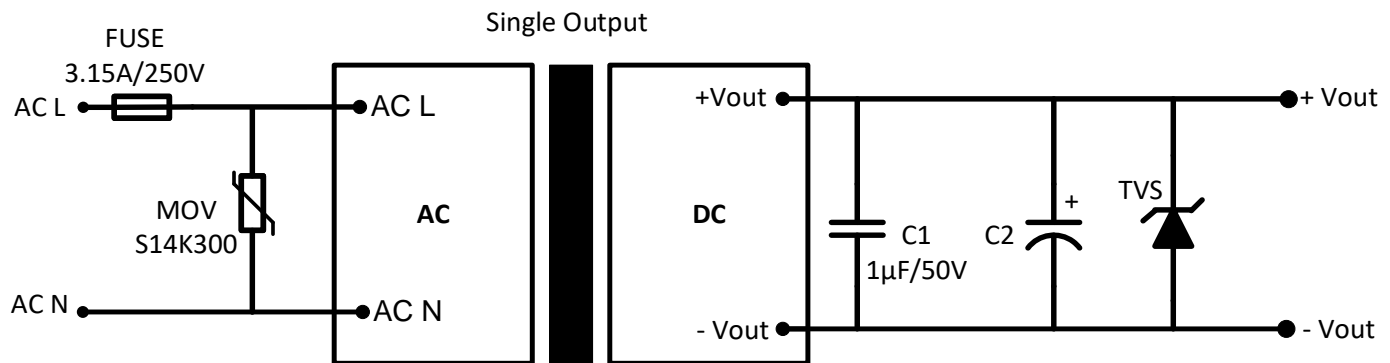 Single Output
FUSE
3.15A/250V
AC L
AC L
+Vout
+ Vout
MOV
S14K300
AC
DC
C1
1µF/50V
+
C2
TVS
AC N
AC N
- Vout
- Vout